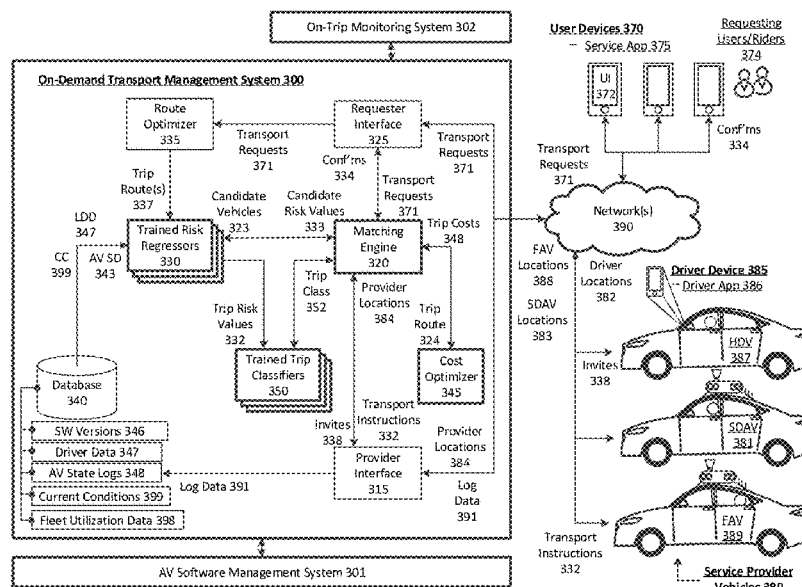 On-Trip Monitoring System 302
User Devices 370
Service App 375
Requesting
Users/Riders
374
UI
372
Conf'ms
334
Transport
Requests
371
Network(s)
390
On-Demand Transport Management System 300
Route
Optimizer
335
Transport
Requests
371
Requester
Interface
325
Transport
Requests
371
Conf'ms
334
Transport
Requests
371
Trip
Route(s)
337
Candidate
Vehicles
323
Candidate
Risk Values
333
Trip Costs
348
LDD
347
CC
399
AV SD
343
Trained Risk
Regressors
330
Matching
Engine
320
Trip
Class
352
Provider
Locations
384
Trip Risk
Values
332
Trip
Route
324
Trained Trip
Classifiers
350
Cost
Optimizer
345
Database
340
Invites
338
Transport
Instructions
332
Provider
Locations
384
SW Versions 346
Driver Data 347
AV State Logs 348
Current Conditions 399
Fleet Utilization Data 398
Log Data 391
Provider
Interface
315
Log
Data
391
AV Software Management System 301
FAV
Locations
388
Driver
Locations
382
SDAV
Locations
383
Driver Device 385
Driver App 386
HDV
387
Invites
338
SDAV
381
FAV
389
Transport
Instructions
332
Service Provider
Vehicles 380